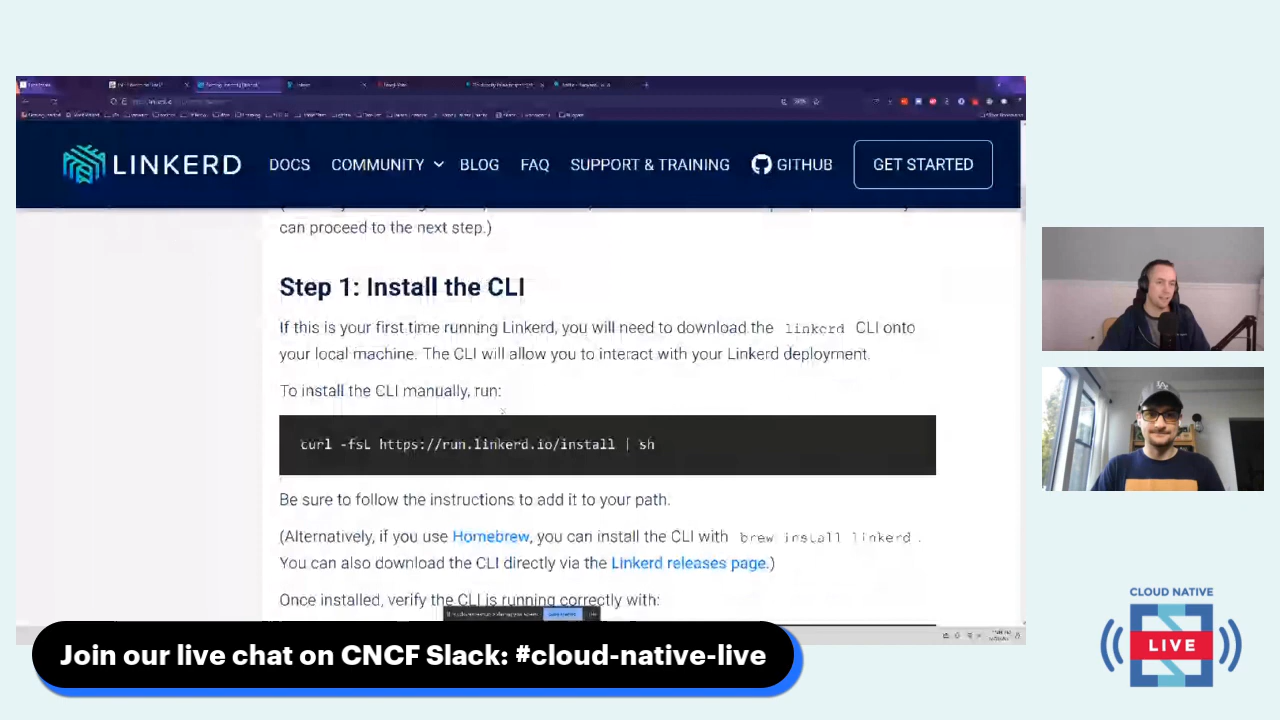 LINKERD DOCS COMMUNITY BLOG FAQ SUPPORT & TRAINING GITHUB GET STARTED
can proceed to the next step.)
Step 1: Install the CLI
If this is your first time running Linkerd, you will need to download the linkerd CLI onto
your local machine. The CLI will allow you to interact with your Linkerd deployment.
To install the CLI manually, run:
curl -fsL https://run.linkerd.io/install | sh
Be sure to follow the instructions to add it to your path.
(Alternatively, if you use Homebrew, you can install the CLI with brew install linkerd .
You can also download the CLI directly via the Linkerd releases page.)
Once installed, verify the CLI is running correctly with:
Join our live chat on CNCF Slack: #cloud-native-live
CLOUD NATIVE
LIVE